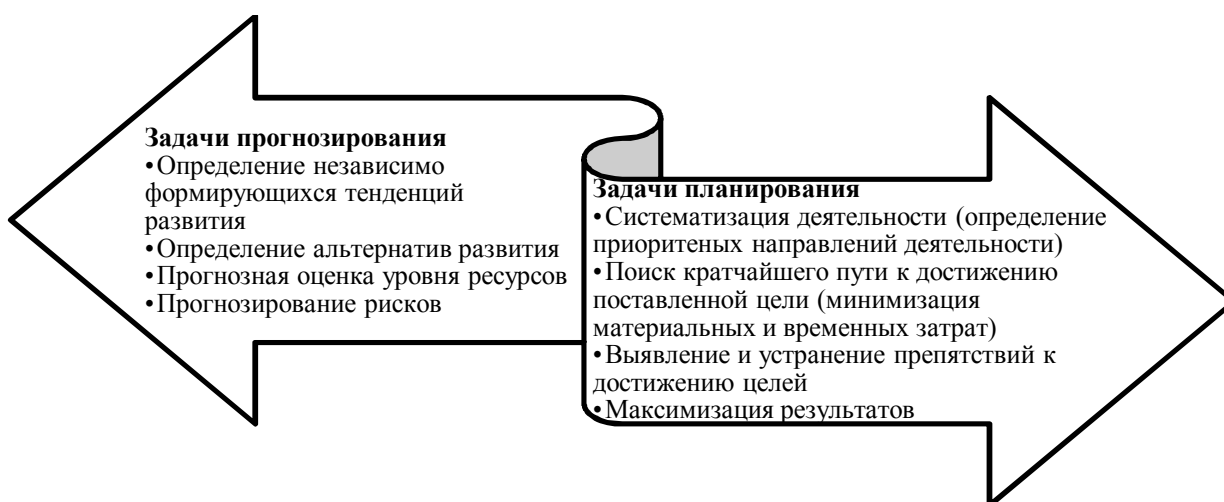 Задачи прогнозирования
•Определение независимо
формирующихся тенденций
развития
•Определение альтернатив развития
•Прогнозная оценка уровня ресурсов
•Прогнозирование рисков
Задачи планирования
•Систематизация деятельности (определение
приоритеных направлений деятельности)
•Поиск кратчайшего пути к достижению
поставленной цели (минимизация
материальных и временных затрат)
•Выявление и устранение препятствий к
достижению целей
•Максимизация результатов